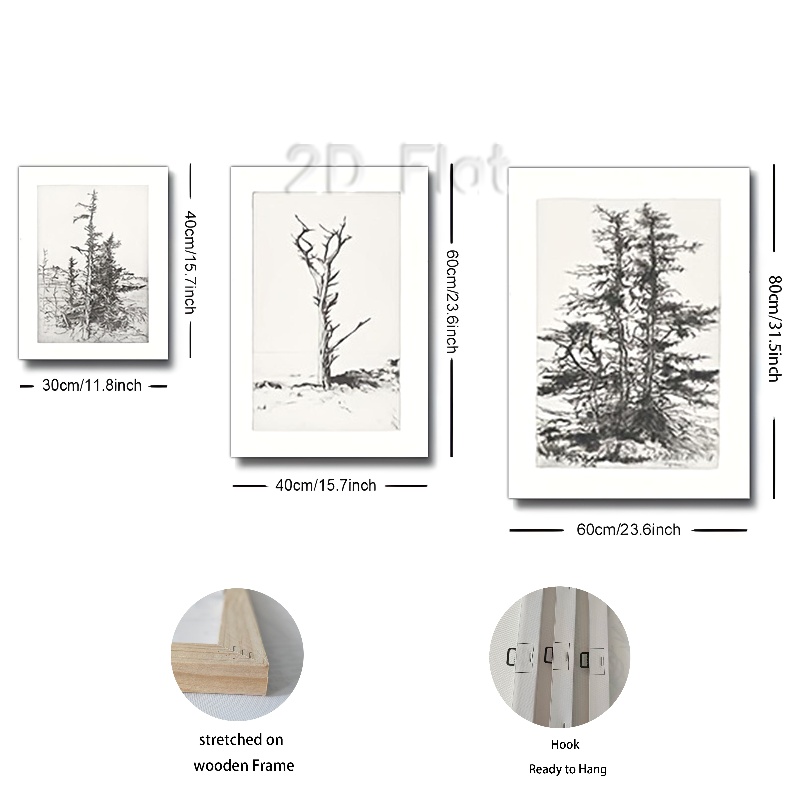 2D Flat
40cm/15.7inch
60cm/23.6inch
80cm/31.5inch
30cm/11.8inch
40cm/15.7inch
60cm/23.6inch
stretched on
wooden Frame
Hook
Ready to Hang